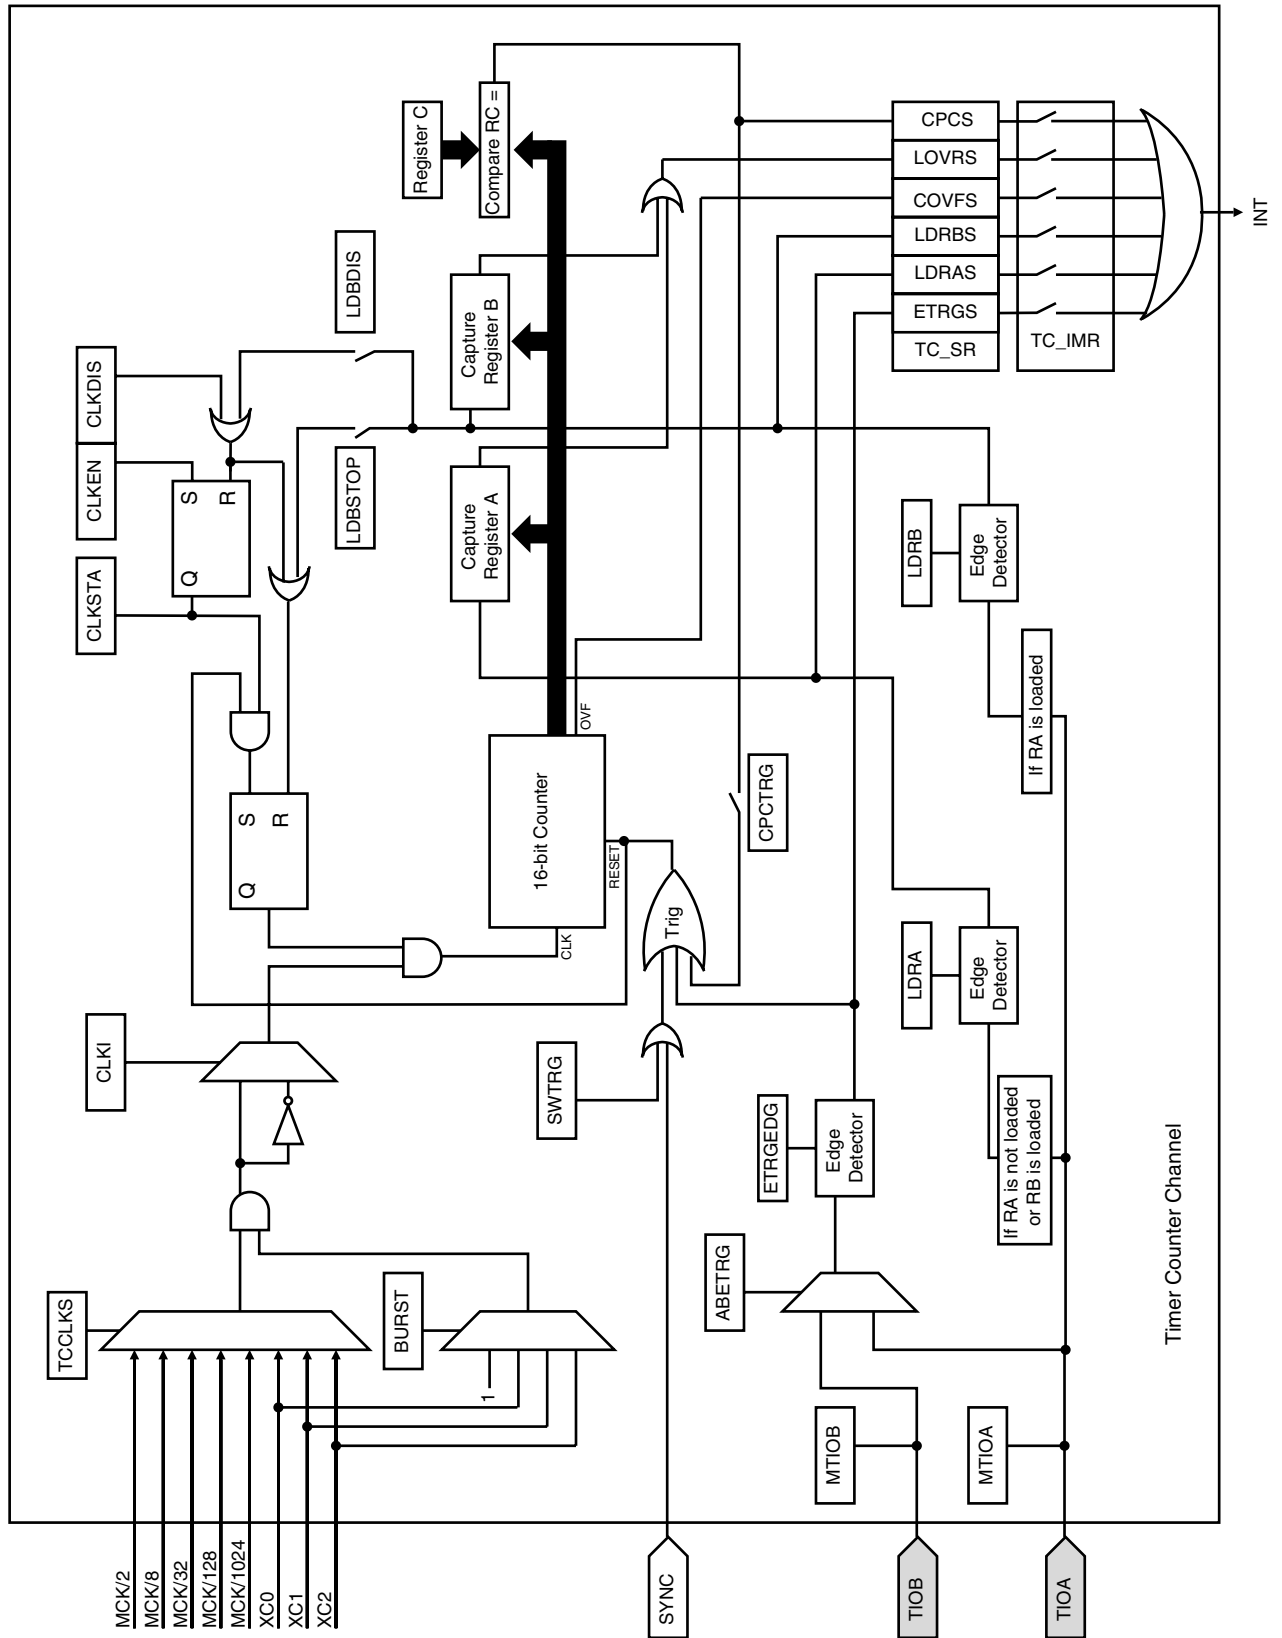 TCCLKS
MCK/2
MCK/8
MCK/32
MCK/128
MCK/1024
XC0
XC1
XC2
CLKI
CLKSTA
CLKEN
CLKDIS
Q
S
R
Q
S
R
BURST
1
LDBSTOP
LDBDIS
Register C
Capture
Register A
Capture
Register B
Compare RC =
16-bit Counter
CLK
OVF
RESET
SWTRG
Trig
CPCTRG
SYNC
ABETRG
ETRGEDG
Edge
Detector
MTIOB
TIOB
MTIOA
TIOA
LDRA
Edge
Detector
If RA is not loaded
or RB is loaded
LDRB
Edge
Detector
If RA is loaded
CPCS
LOVRS
COVFS
LDRBS
LDRAS
ETRGS
TC_SR
TC_IMR
INT
Timer Counter Channel